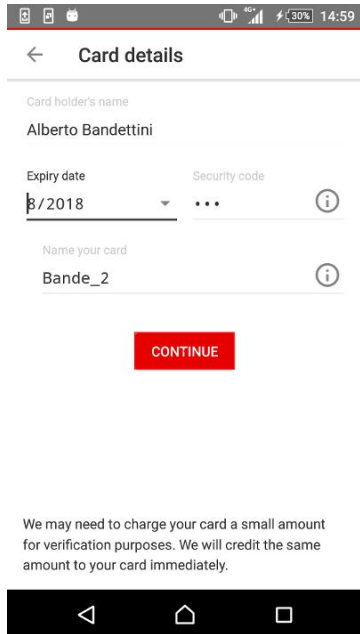 4G+ 30% 14:59
Card details
Card holder's name
Alberto Bandettini
Expiry date Security code
8/2018 •••
Name your card
Bande_2
CONTINUE
We may need to charge your card a small amount
for verification purposes. We will credit the same
amount to your card immediately.